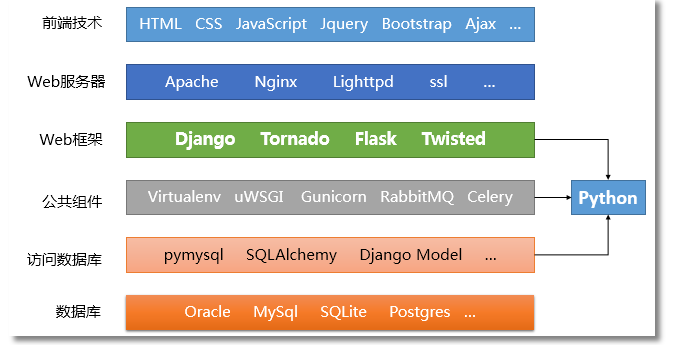 前端技术 HTML CSS JavaScript Jquery Bootstrap Ajax ...
Web服务器 Apache Nginx Lighttpd ssl ...
Web框架 Django Tornado Flask Twisted
公共组件 Virtualenv uWSGI Gunicorn RabbitMQ Celery
Python
访问数据库 pymysql SQLAlchemy Django Model ...
数据库 Oracle MySql SQLite Postgres ...